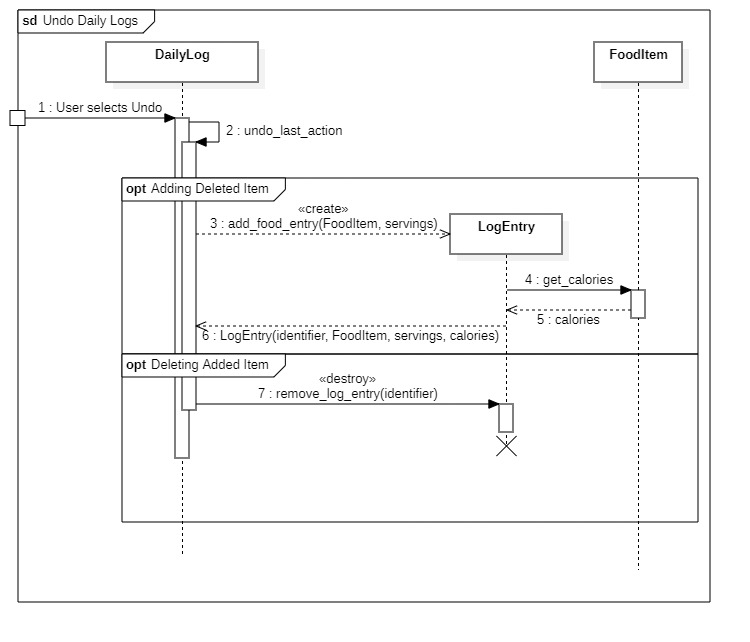 sd Undo Daily Logs
DailyLog
FoodItem
1 : User selects Undo
2 : undo_last_action
opt Adding Deleted Item
«create»
3 : add_food_entry(FoodItem, servings)
LogEntry
4 : get_calories
5 : calories
6 : LogEntry(identifier, FoodItem, servings, calories)
opt Deleting Added Item
«destroy»
7 : remove_log_entry(identifier)